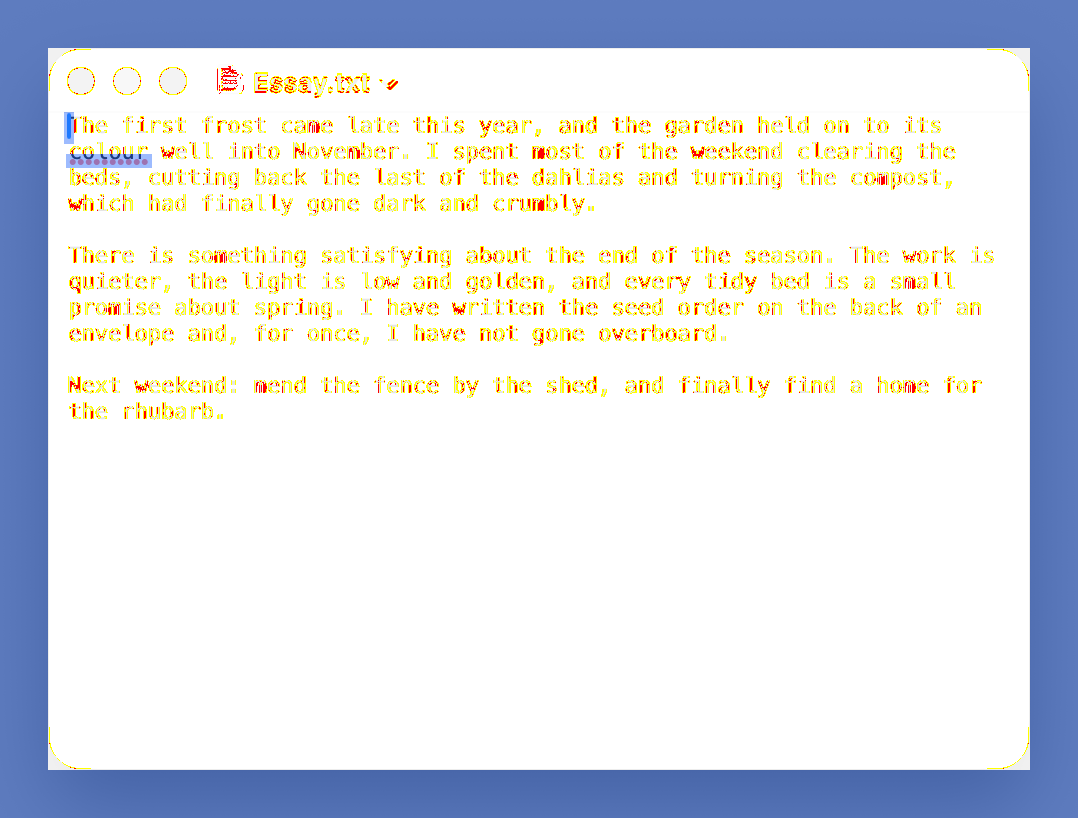 Essay.txt
The first frost came late this year, and the garden held on to its
colour well into November. I spent most of the weekend clearing the
beds, cutting back the last of the dahlias and turning the compost,
which had finally gone dark and crumbly.
There is something satisfying about the end of the season. The work is
quieter, the light is low and golden, and every tidy bed is a small
promise about spring. I have written the seed order on the back of an
envelope and, for once, I have not gone overboard.
Next weekend: mend the fence by the shed, and finally find a home for
the rhubarb.